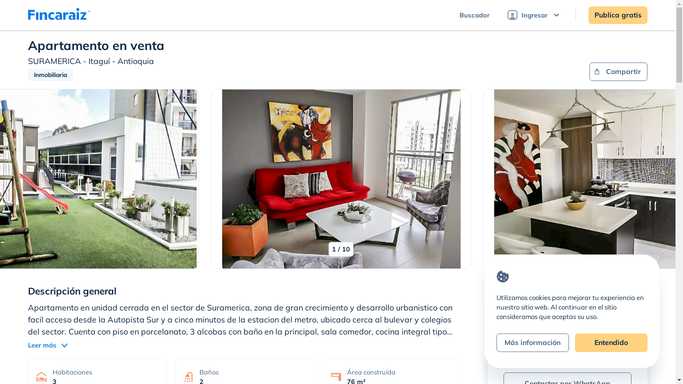 Fincaraiz
Buscador
Ingresar
Publica gratis
Apartamento en venta
SURAMERICA - Itaguí - Antioquia
Inmobiliaria
Compartir
1 / 10
Descripción general
Apartamento en unidad cerrada en el sector de Suramerica, zona de gran crecimiento y desarrollo urbanistico con
facil acceso desde la Autopista Sur y a cinco minutos de la estacion del metro, ubicado cerca al bulevar y colegios
del sector. Cuenta con piso en porcelanato, 3 alcobas con baño en la principal, sala comedor, cocina integral tipo...
Leer más
Habitaciones
3
Baños
2
Área construida
76 m²
Utilizamos cookies para mejorar tu experiencia en
nuestro sitio web. Al continuar en el sitio
consideramos que aceptas su uso.
Más información
Entendido
Contactar por WhatsApp